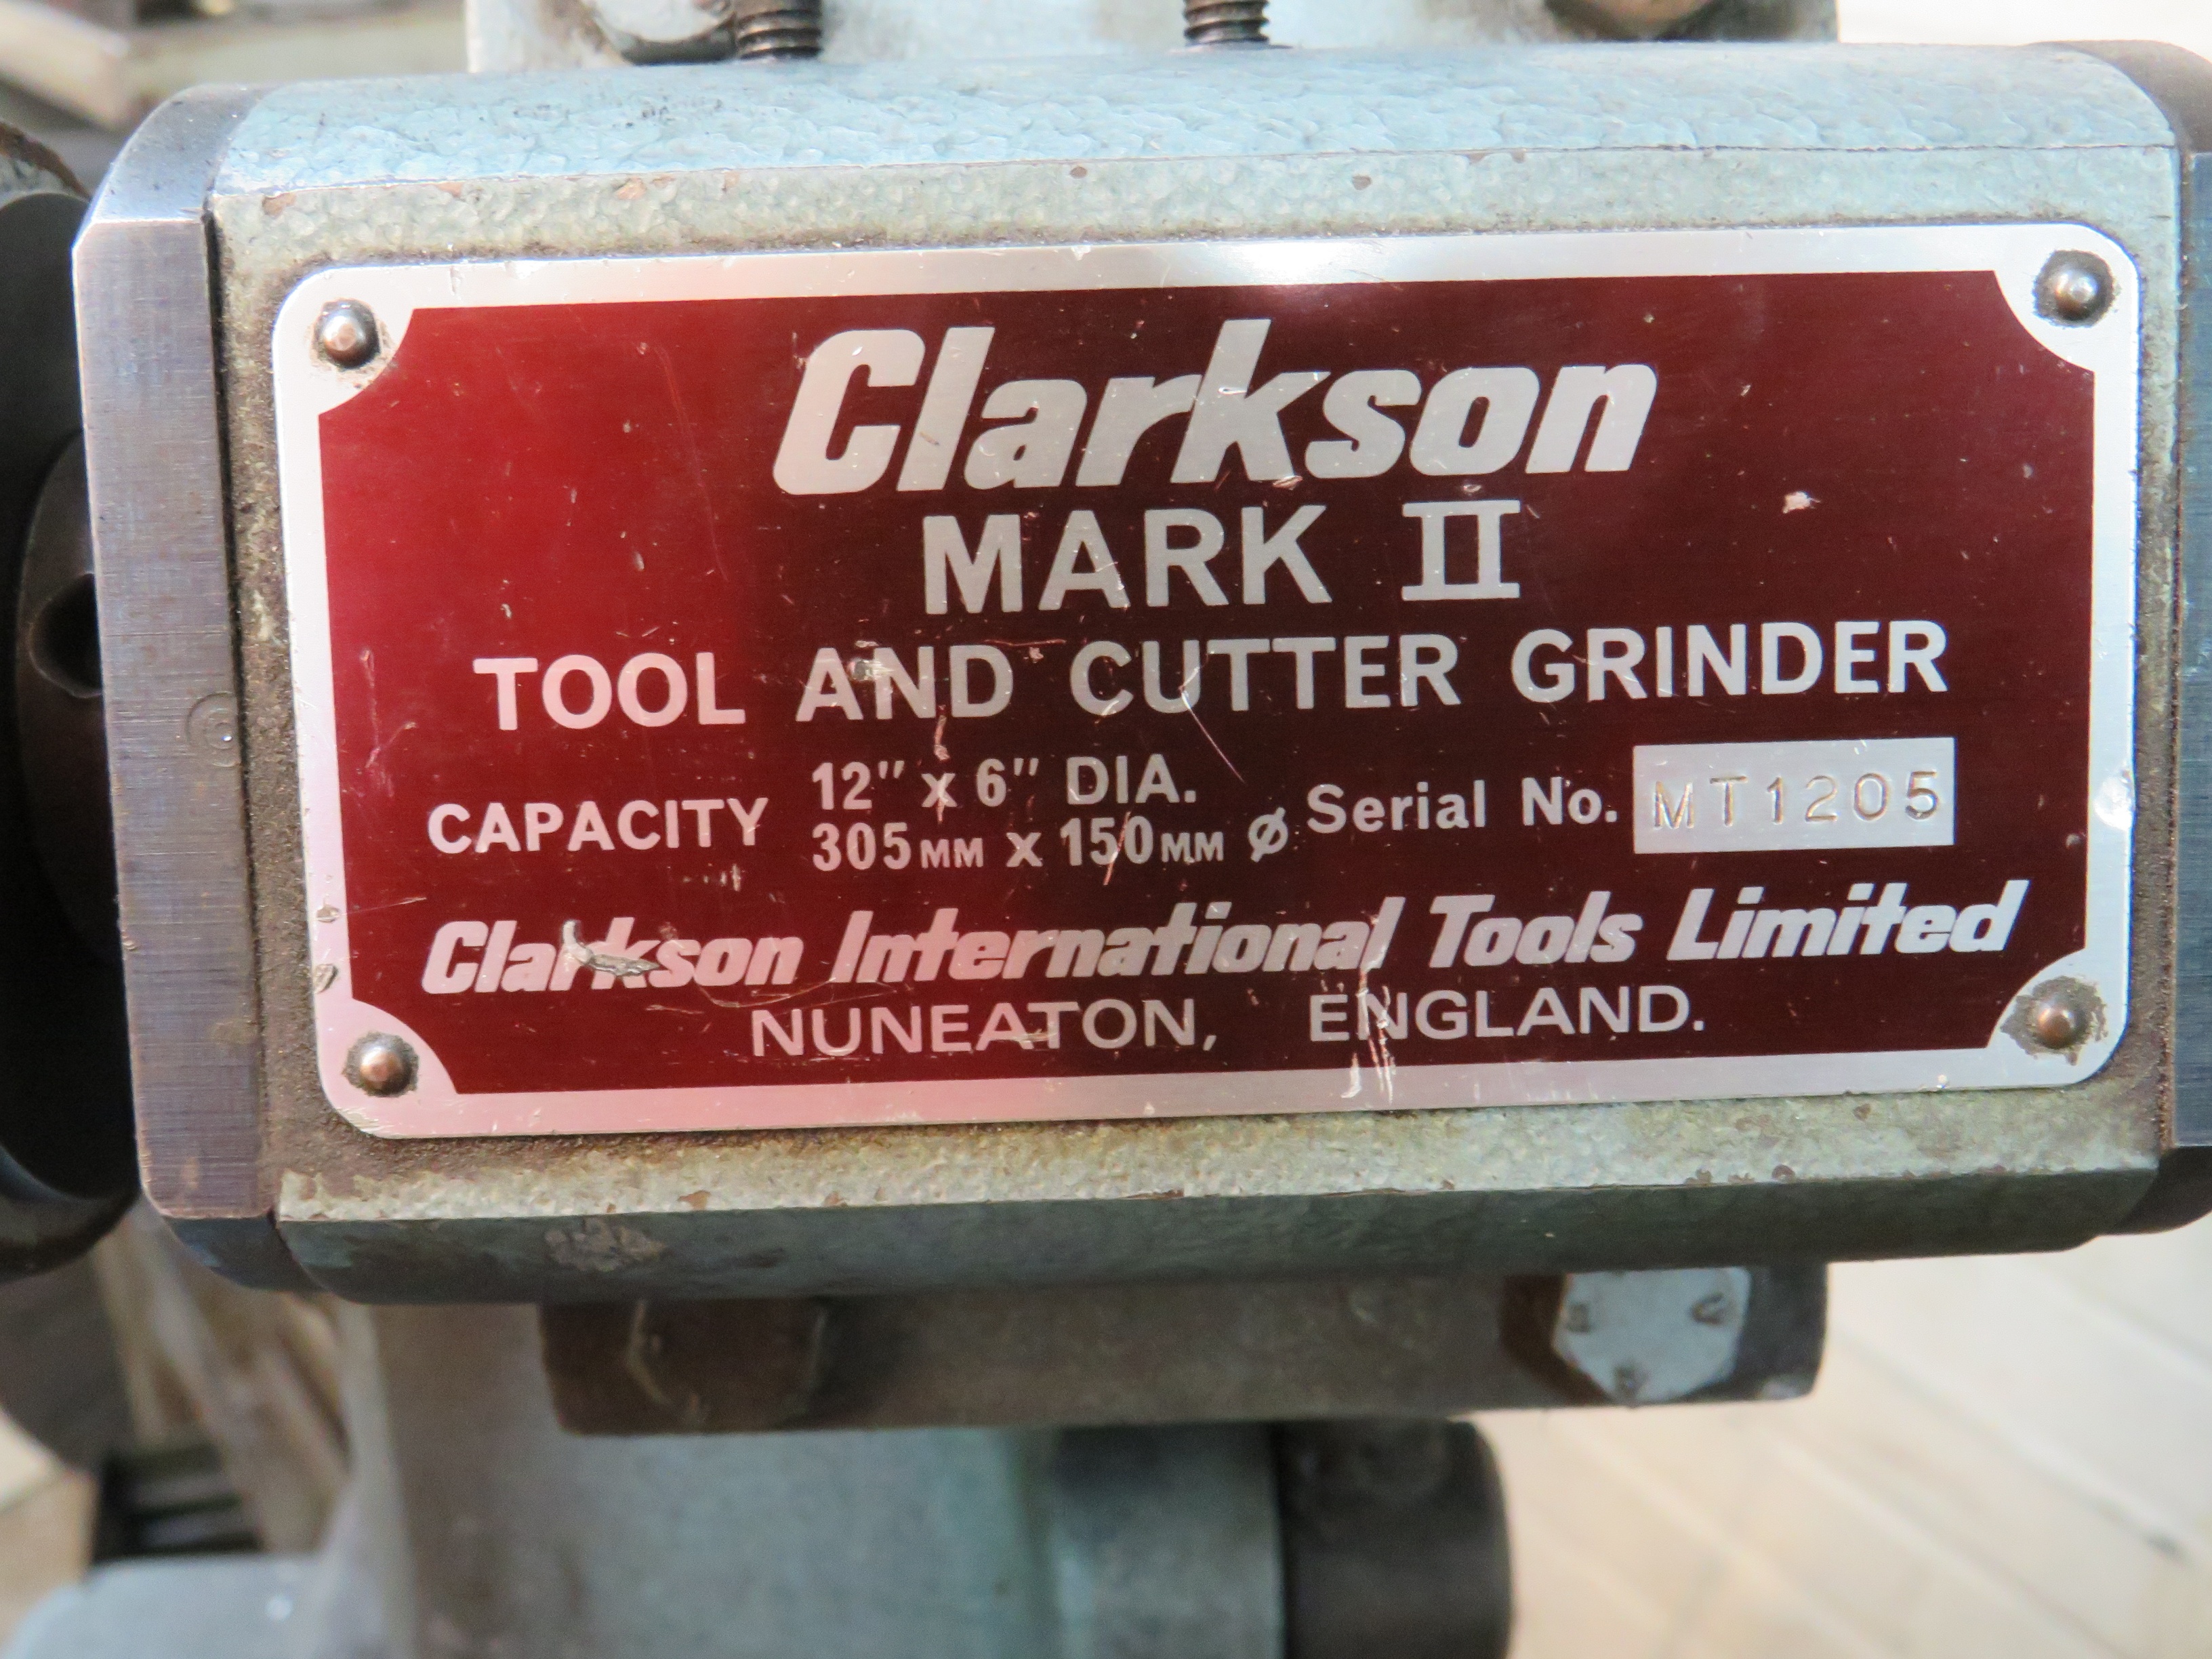 Clarkson
MARK II
TOOL AND CUTTER GRINDER
CAPACITY 12" x 6" DIA.
305MM x 150MM ø Serial No. MT1205
Clarkson International Tools Limited
NUNEATON, ENGLAND.